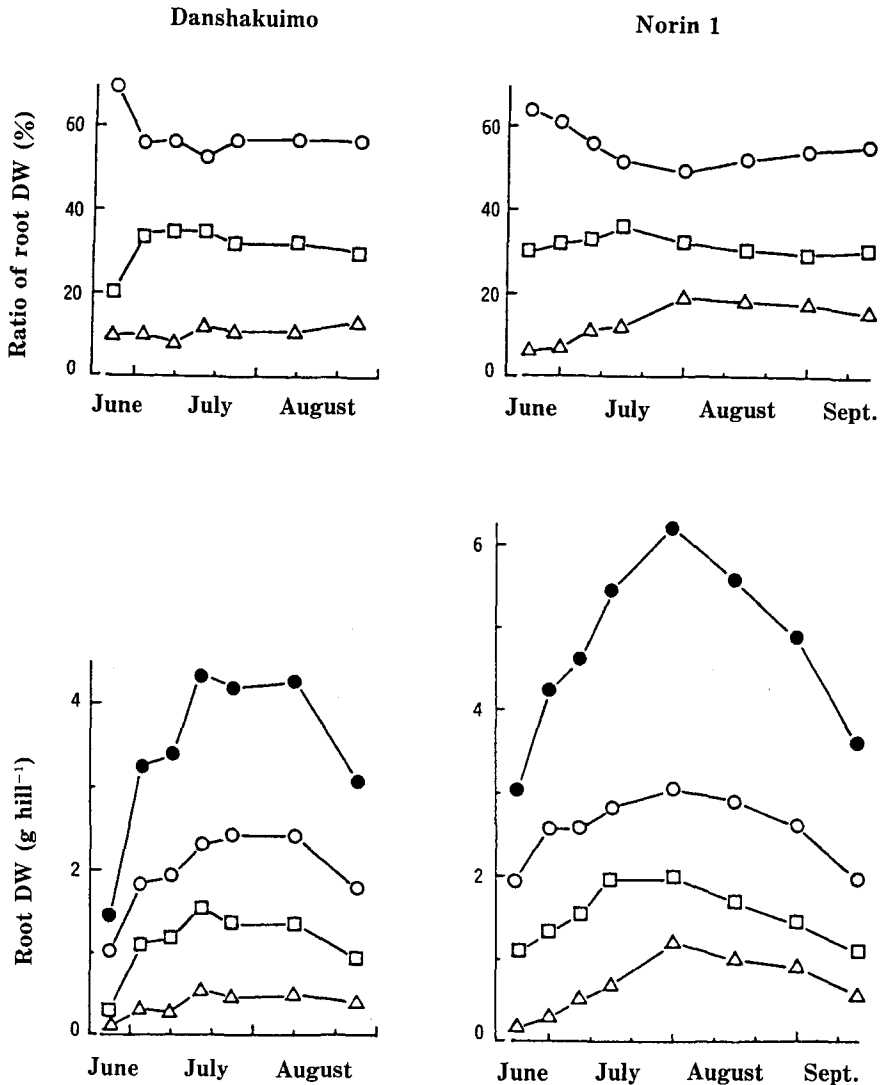 Danshakuimo
Norin 1
Ratio of root DW (%)
60
40
20
0
June July August
60
40
20
0
June July August Sept.
Root DW (g hill⁻¹)
4
2
0
June July August
6
4
2
0
June July August Sept.